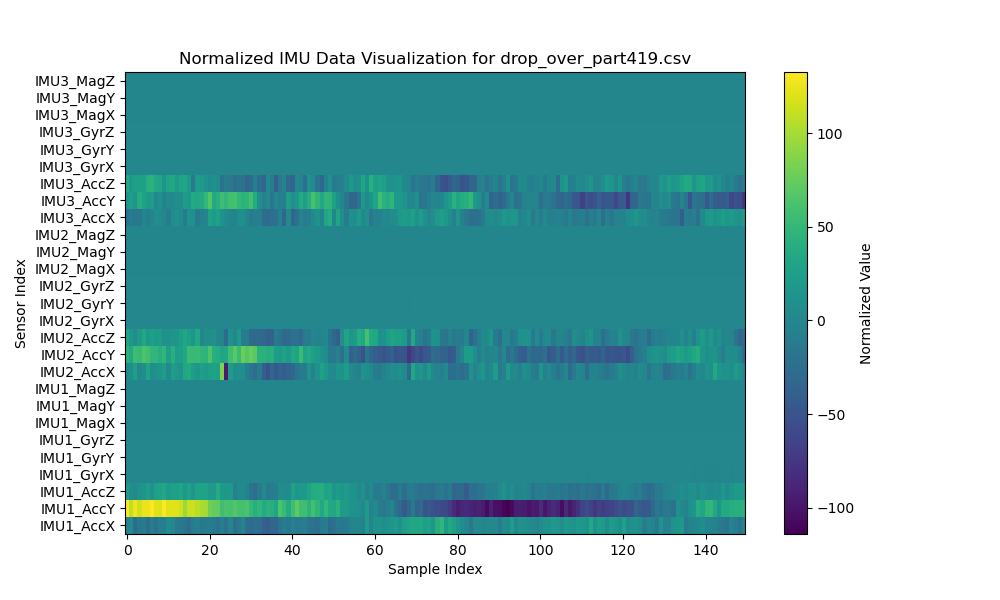 Normalized IMU Data Visualization for drop_over_part419.csv
IMU3_MagZ
IMU3_MagY
IMU3_MagX
IMU3_GyrZ
IMU3_GyrY
IMU3_GyrX
IMU3_AccZ
IMU3_AccY
IMU3_AccX
IMU2_MagZ
IMU2_MagY
IMU2_MagX
IMU2_GyrZ
IMU2_GyrY
IMU2_GyrX
IMU2_AccZ
IMU2_AccY
IMU2_AccX
IMU1_MagZ
IMU1_MagY
IMU1_MagX
IMU1_GyrZ
IMU1_GyrY
IMU1_GyrX
IMU1_AccZ
IMU1_AccY
IMU1_AccX
Sensor Index
0 20 40 60 80 100 120 140
Sample Index
100
50
0
−50
−100
Normalized Value